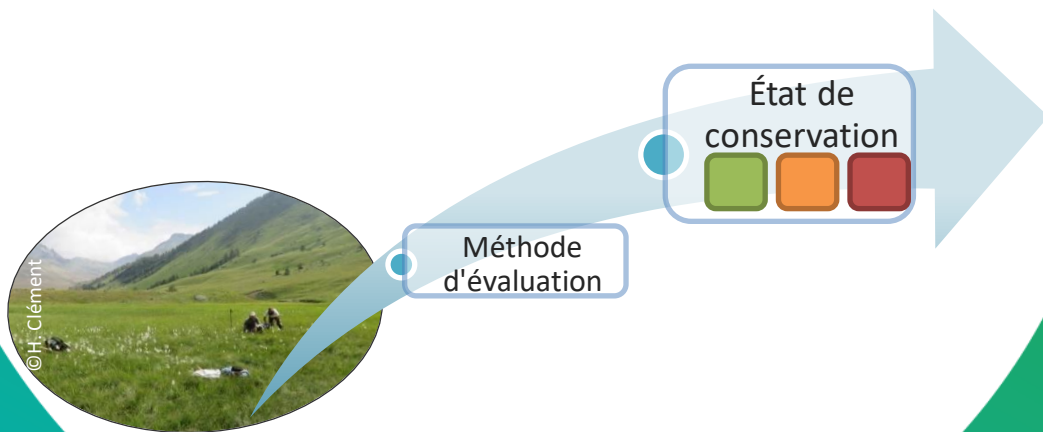 État de
conservation
Méthode
d'évaluation
©H. Clément